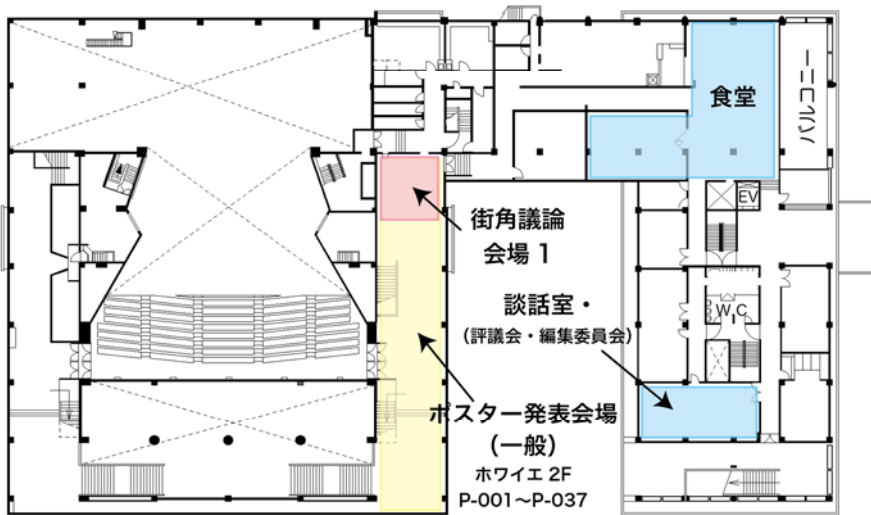 食堂
バルコニー
EV
街角議論
会場 1
談話室・
(評議会・編集委員会)
W.C
ポスター発表会場
(一般)
ホワイエ 2F
P-001〜P-037